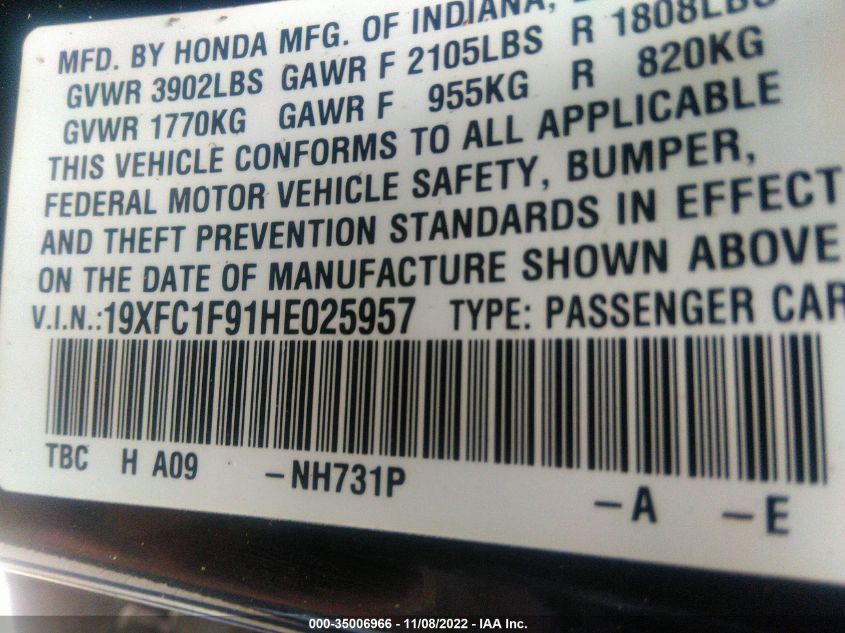 MFD. BY HONDA MFG. OF INDIANA,
GVWR 3902LBS GAWR F 2105LBS R 1808LBS
GVWR 1770KG GAWR F 955KG R 820KG
THIS VEHICLE CONFORMS TO ALL APPLICABLE
FEDERAL MOTOR VEHICLE SAFETY, BUMPER,
AND THEFT PREVENTION STANDARDS IN EFFECT
ON THE DATE OF MANUFACTURE SHOWN ABOVE
V.I.N.:19XFC1F91HE025957 TYPE: PASSENGER CAR
TBC H A09 -NH731P -A -E
000-35006966 - 11/08/2022 - IAA Inc.